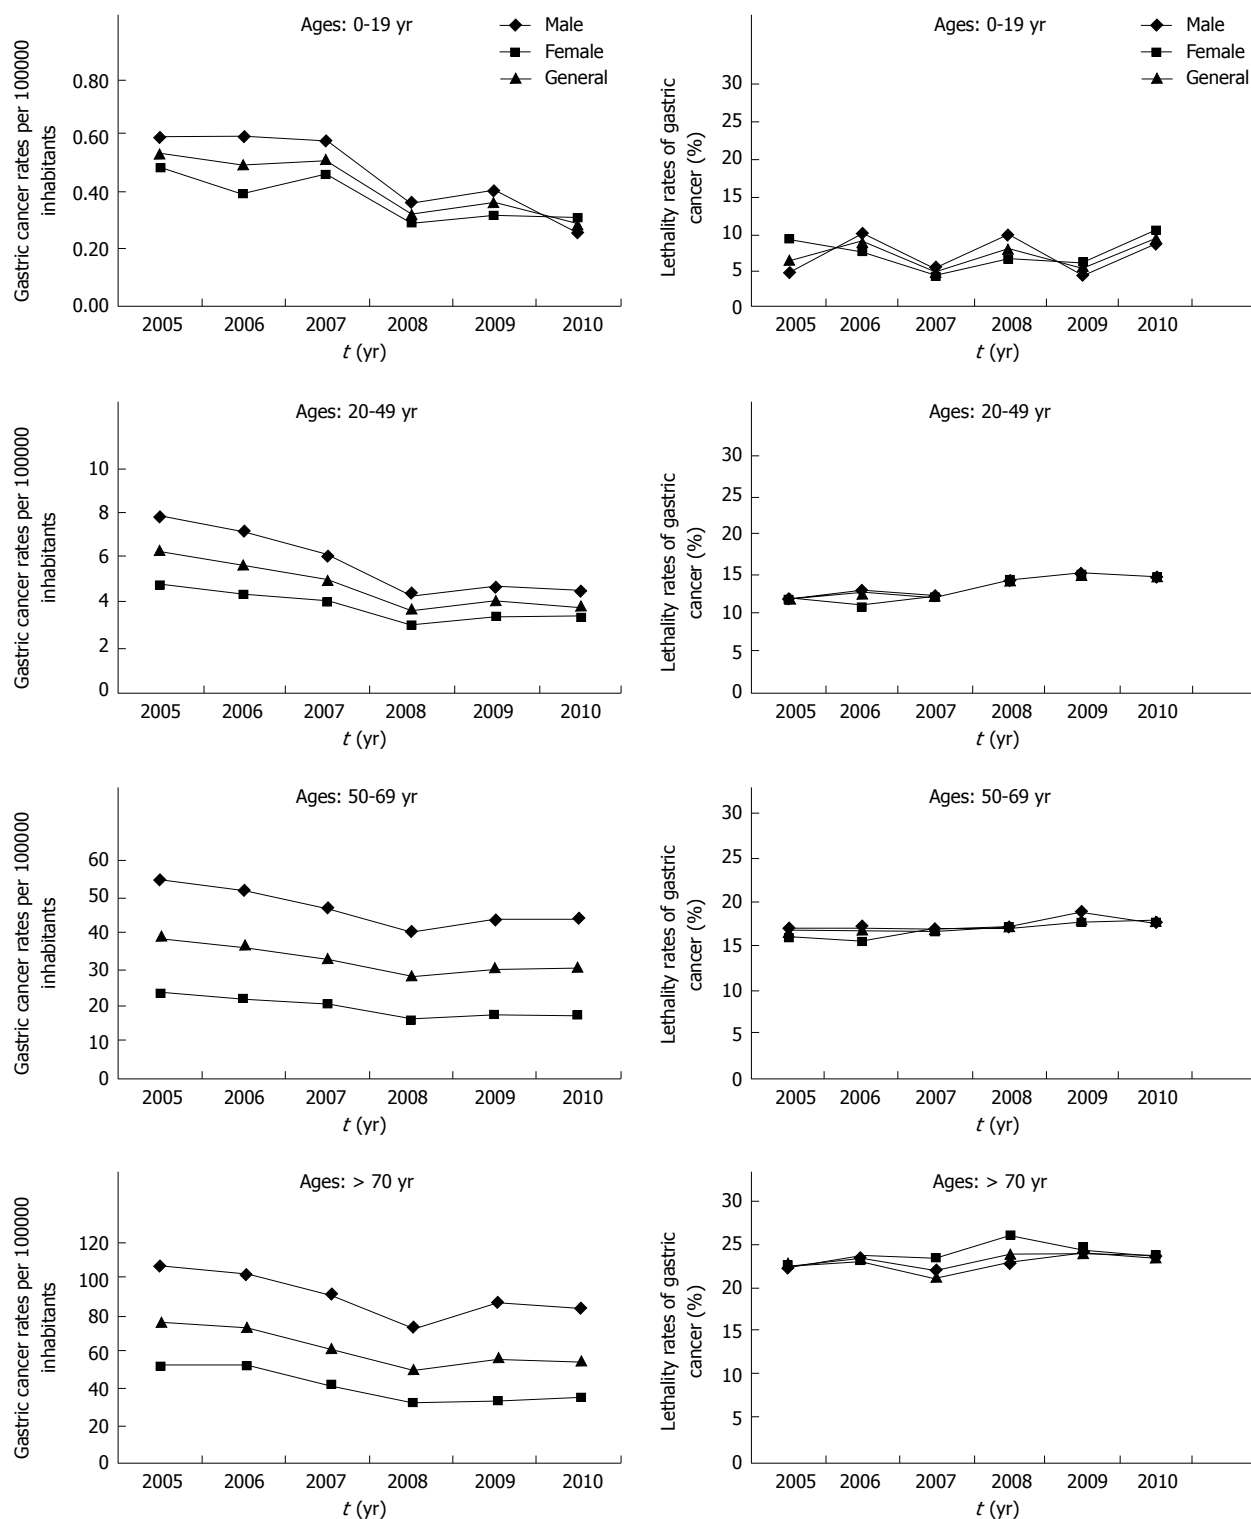 Ages: 0-19 yr
Male
Female
General
Gastric cancer rates per 100000
inhabitants
0.80
0.60
0.40
0.20
0.00
2005 2006 2007 2008 2009 2010
t (yr)
Ages: 0-19 yr
Male
Female
General
Lethality rates of gastric
cancer (%)
30
25
20
15
10
5
0
2005 2006 2007 2008 2009 2010
t (yr)
Ages: 20-49 yr
Gastric cancer rates per 100000
inhabitants
10
8
6
4
2
0
2005 2006 2007 2008 2009 2010
t (yr)
Ages: 20-49 yr
Lethality rates of gastric
cancer (%)
30
25
20
15
10
5
0
2005 2006 2007 2008 2009 2010
t (yr)
Ages: 50-69 yr
Gastric cancer rates per 100000
inhabitants
60
50
40
30
20
10
0
2005 2006 2007 2008 2009 2010
t (yr)
Ages: 50-69 yr
Lethality rates of gastric
cancer (%)
30
25
20
15
10
5
0
2005 2006 2007 2008 2009 2010
t (yr)
Ages: > 70 yr
Gastric cancer rates per 100000
inhabitants
120
100
80
60
40
20
00
2005 2006 2007 2008 2009 2010
t (yr)
Ages: > 70 yr
Lethality rates of gastric
cancer (%)
30
25
20
15
10
5
0
2005 2006 2007 2008 2009 2010
t (yr)